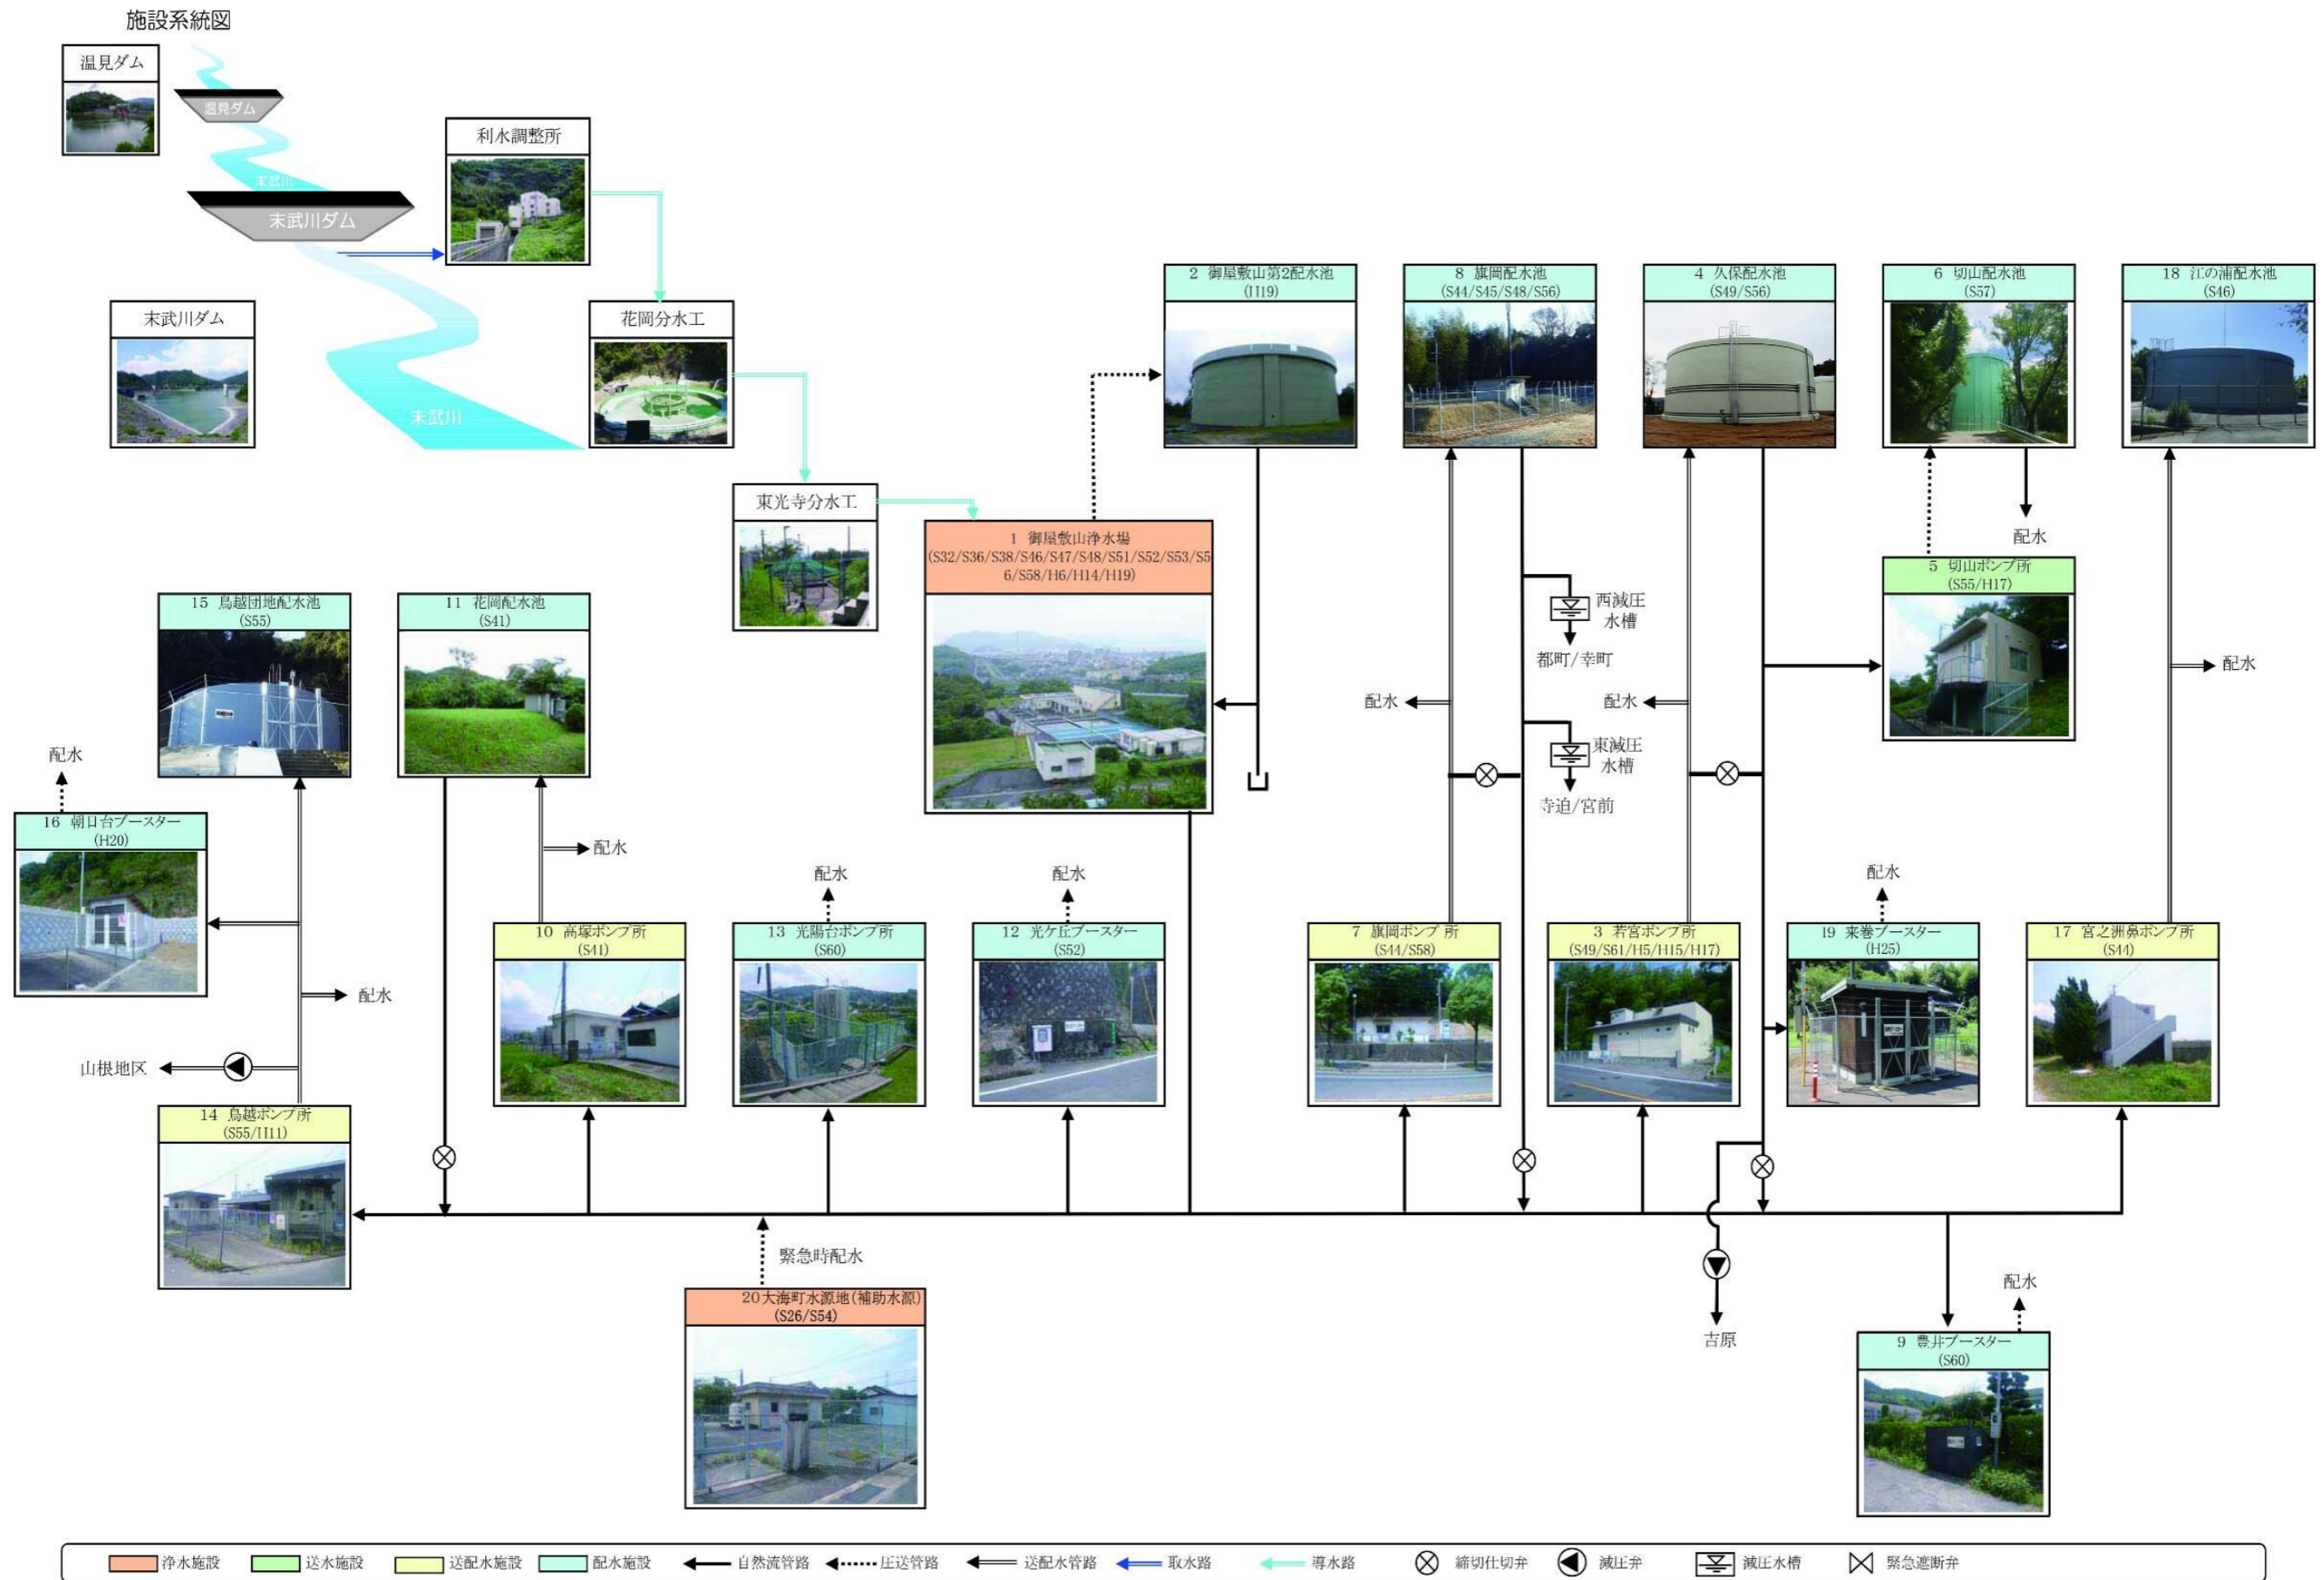 施設系統図
温見ダム
温見ダム
利水調整所
末武川
末武川ダム
末武川ダム
花岡分水工
末武川
東光寺分水工
2 御屋敷山第2配水池
(H19)
8 旗岡配水池
(S44/S45/S48/S56)
4 久保配水池
(S49/S56)
6 切山配水池
(S57)
18 江の浦配水池
(S46)
1 御屋敷山浄水場
(S32/S36/S38/S46/S47/S48/S51/S52/S53/S5
6/S58/H6/H14/H19)
配水
5 切山ポンプ所
(S55/H17)
15 鳥越団地配水池
(S55)
11 花岡配水池
(S41)
西減圧
水槽
都町/幸町
配水
配水
配水
東減圧
水槽
寺迫/宮前
配水
16 朝日台ブースター
(H20)
配水
配水
配水
配水
10 高塚ポンプ所
(S41)
13 光陽台ポンプ所
(S60)
12 光ケ丘ブースター
(S52)
7 旗岡ポンプ所
(S44/S58)
3 若宮ポンプ所
(S49/S61/H5/H15/H17)
19 来巻ブースター
(H25)
17 宮之洲鼻ポンプ所
(S44)
配水
山根地区
14 鳥越ポンプ所
(S55/H11)
緊急時配水
20大海町水源地(補助水源)
(S26/S54)
吉原
配水
9 豊井ブースター
(S60)
浄水施設 送水施設 送配水施設 配水施設 自然流管路 圧送管路 送配水管路 取水路 導水路 締切仕切弁 減圧弁 減圧水槽 緊急遮断弁